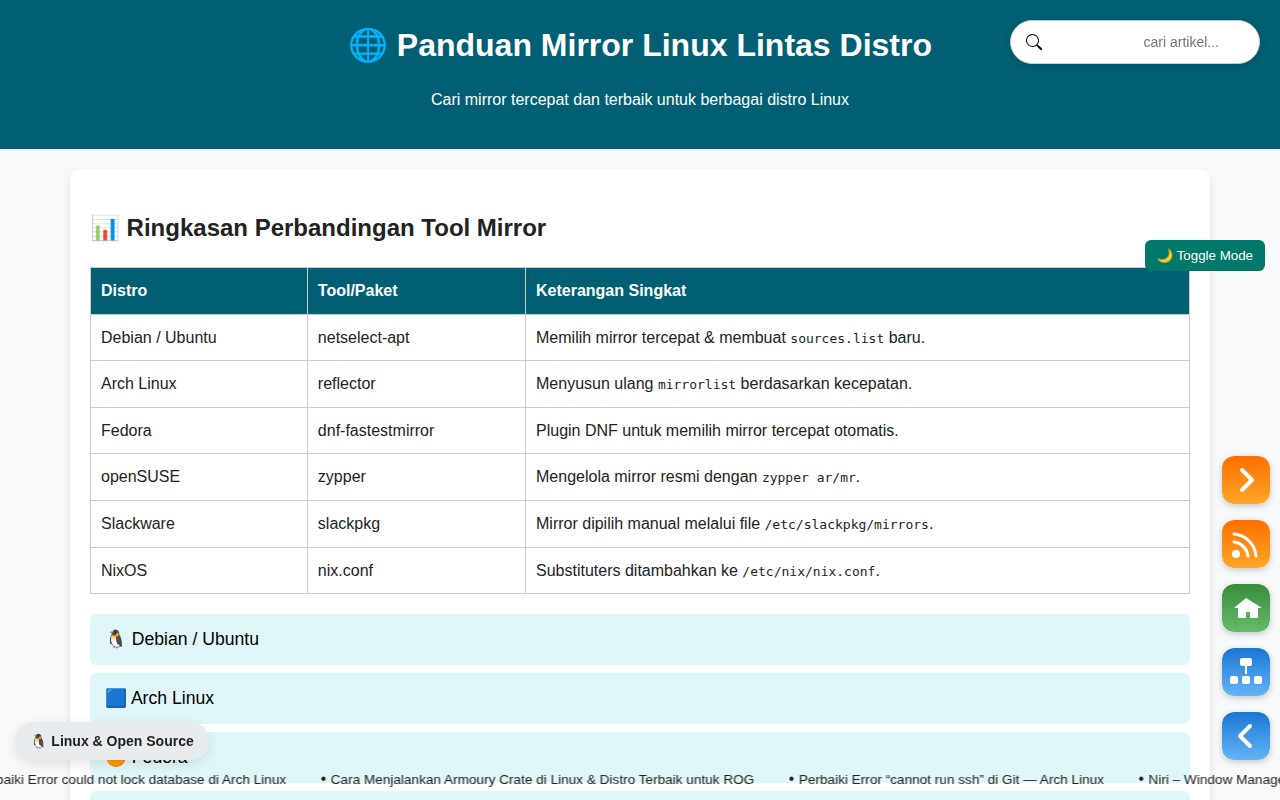 🌐 Panduan Mirror Linux Lintas Distro
cari artikel...
Cari mirror tercepat dan terbaik untuk berbagai distro Linux
📊 Ringkasan Perbandingan Tool Mirror
🌙 Toggle Mode
Distro Tool/Paket Keterangan Singkat
Debian / Ubuntu netselect-apt Memilih mirror tercepat & membuat sources.list baru.
Arch Linux reflector Menyusun ulang mirrorlist berdasarkan kecepatan.
Fedora dnf-fastestmirror Plugin DNF untuk memilih mirror tercepat otomatis.
openSUSE zypper Mengelola mirror resmi dengan zypper ar/mr.
Slackware slackpkg Mirror dipilih manual melalui file /etc/slackpkg/mirrors.
NixOS nix.conf Substituters ditambahkan ke /etc/nix/nix.conf.
🐧 Debian / Ubuntu
🟦 Arch Linux
🐧 Linux & Open Source
Fedora
Error could not lock database di Arch Linux • Cara Menjalankan Armoury Crate di Linux & Distro Terbaik untuk ROG • Perbaiki Error “cannot run ssh” di Git — Arch Linux • Niri – Window